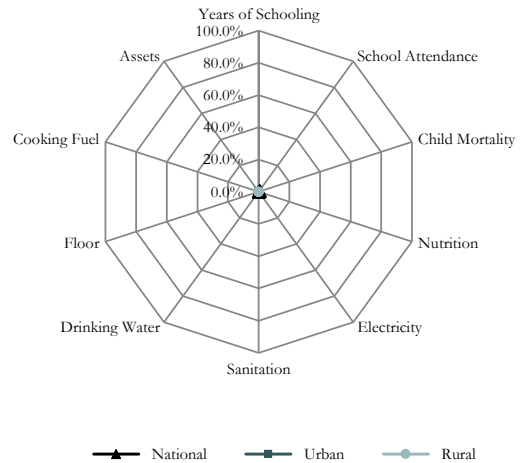 Years of Schooling
100.0%
Assets
School Attendance
80.0%
60.0%
Cooking Fuel
Child Mortality
40.0%
20.0%
0.0%
Floor
Nutrition
Drinking Water
Electricity
Sanitation
National Urban Rural